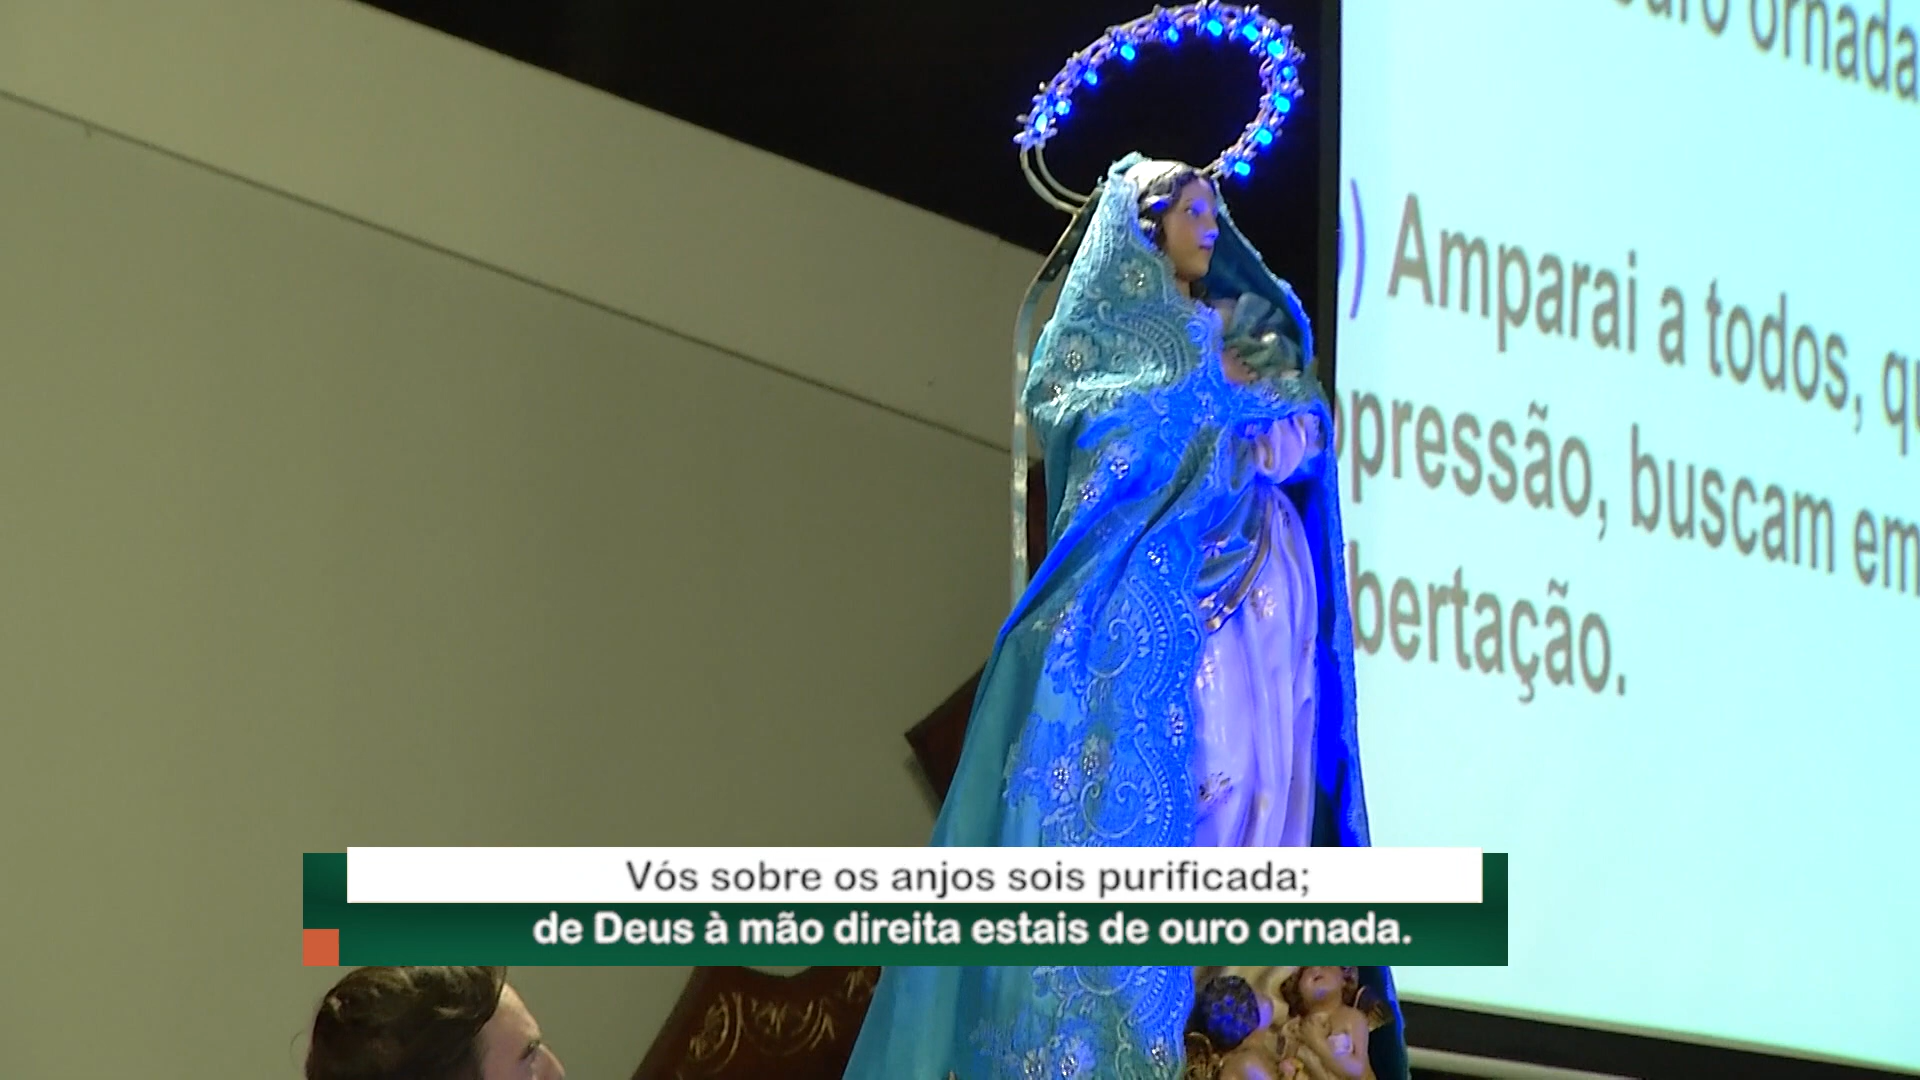 ouro ornada
) Amparai a todos,
pressão, buscam em
bertação.
Vós sobre os anjos sois purificada;
de Deus à mão direita estais de ouro ornada.